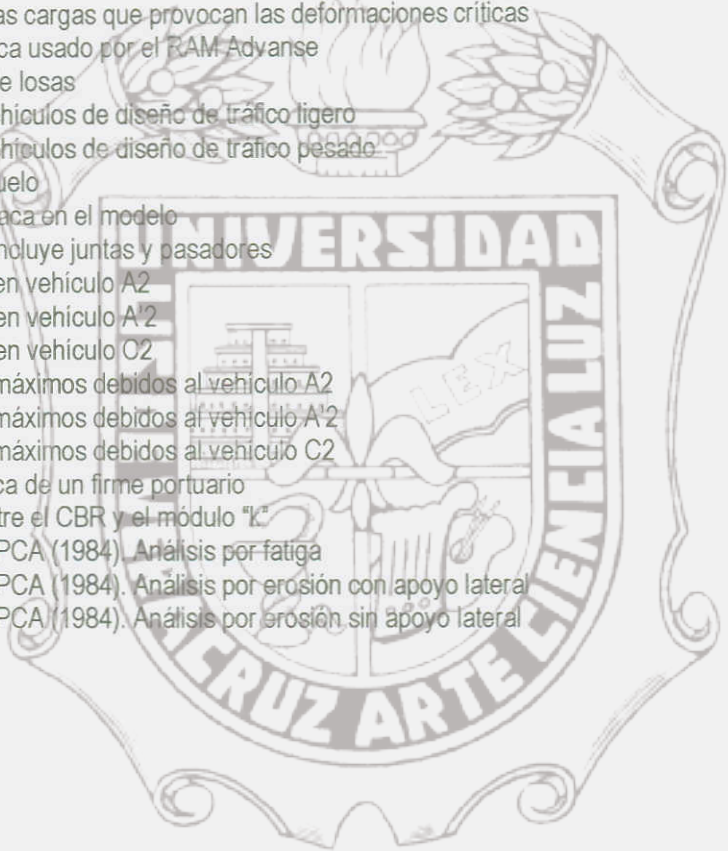 as cargas que provocan las deformaciones críticas
ca usado por el RAM Advanse
e losas
hículos de diseño de tráfico ligero
hículos de diseño de tráfico pesado
uelo
aca en el modelo
ncluye juntas y pasadores
en vehículo A2
en vehículo A'2
en vehículo C2
máximos debidos al vehículo A2
máximos debidos al vehículo A'2
máximos debidos al vehículo C2
ca de un firme portuario
tre el CBR y el módulo "k"
PCA (1984). Análisis por fatiga
PCA (1984). Análisis por erosión con apoyo lateral
PCA (1984). Análisis por erosión sin apoyo lateral
UNIVERSIDAD
VERACRUZ ARTE CIENCIA LUZ
LEX